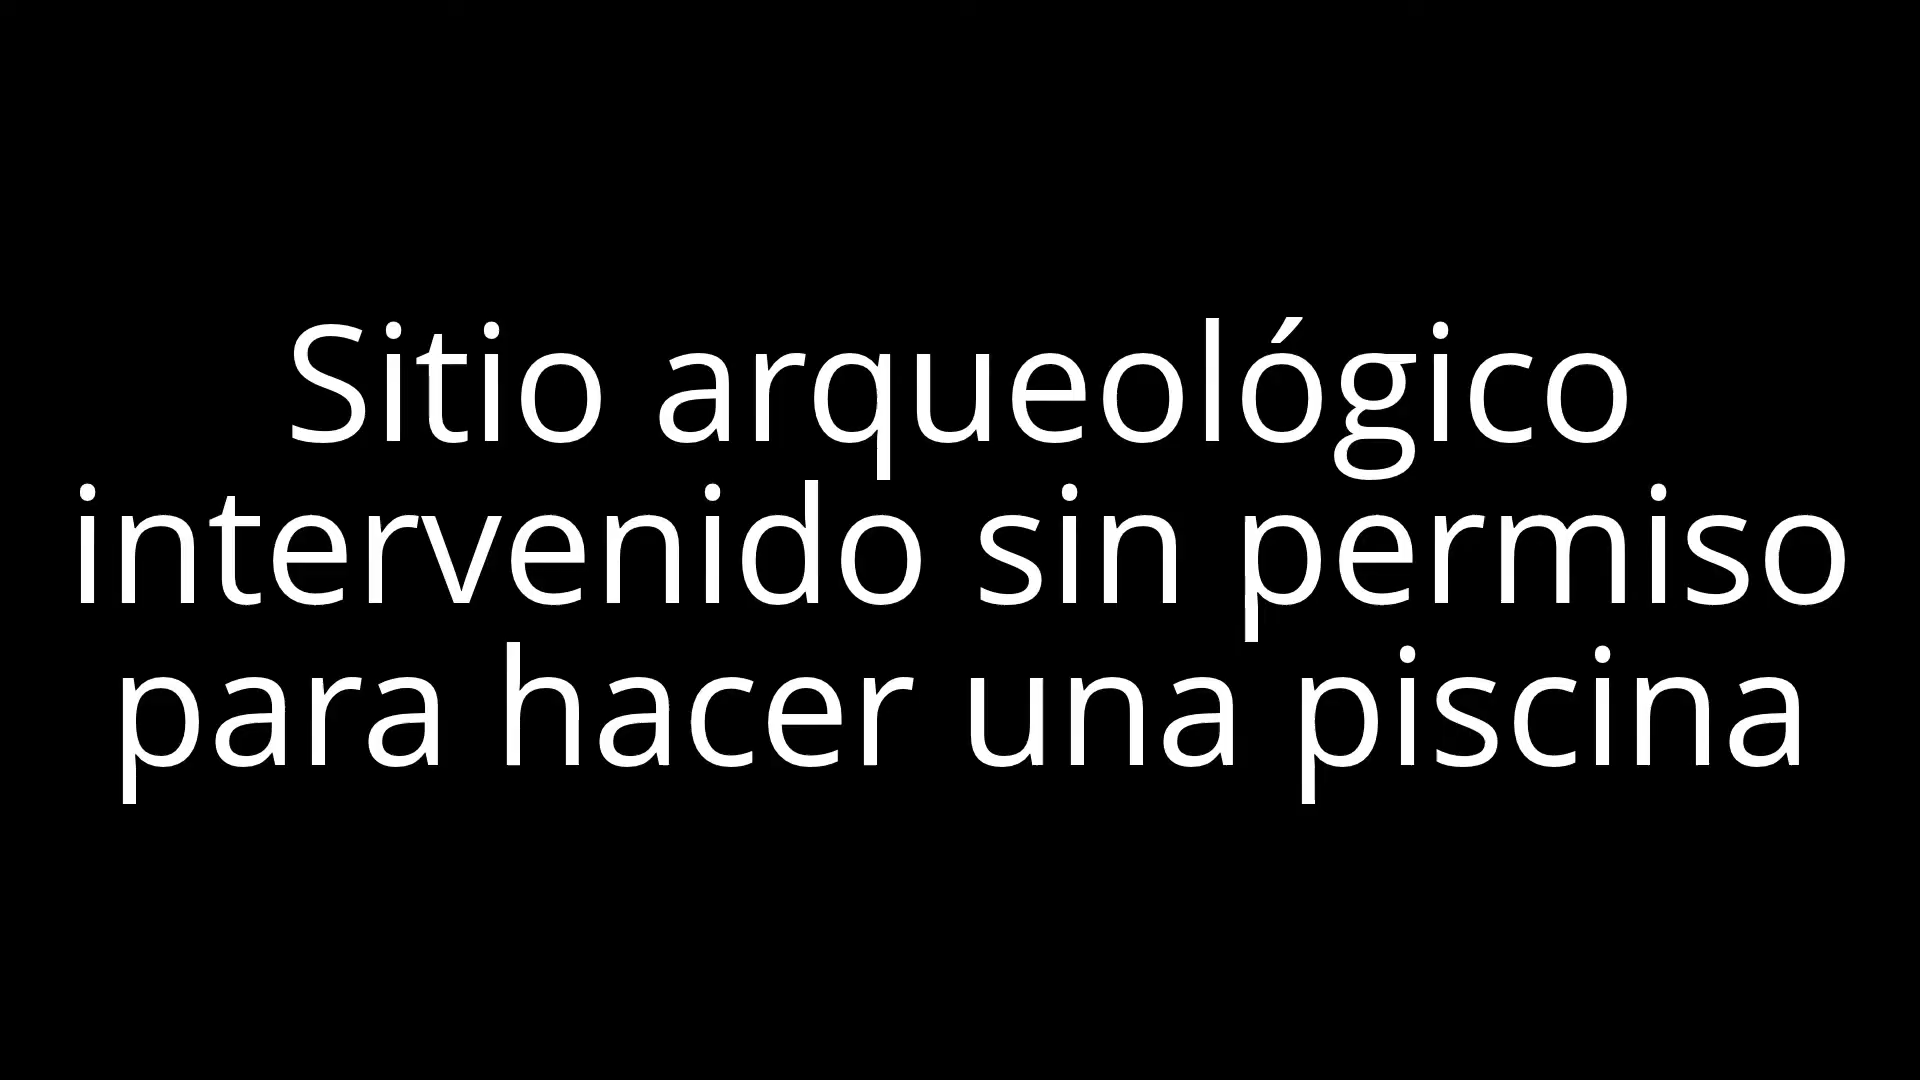 Sitio arqueológico
intervenido sin permiso
para hacer una piscina